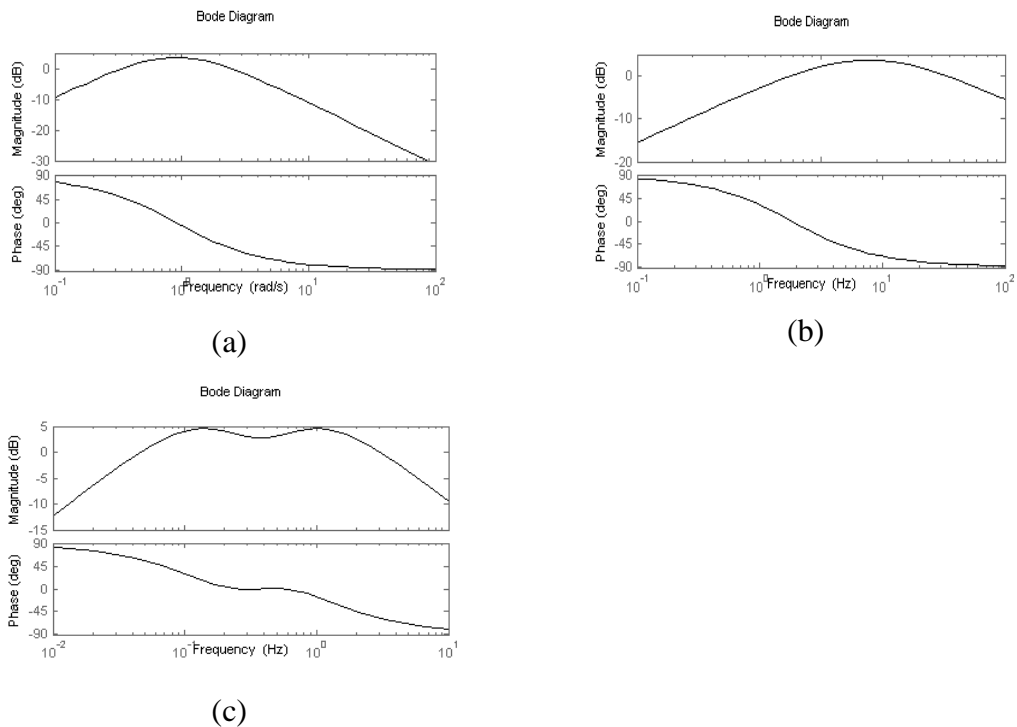 Bode Diagram
Magnitude (dB)
0
-10
-20
-30
Phase (deg)
90
45
0
-45
-90
10^-1
10^0
10^1
10^2
Frequency (rad/s)
(a)
Bode Diagram
Magnitude (dB)
0
-10
-20
Phase (deg)
90
45
0
-45
-90
10^-1
10^0
10^1
10^2
Frequency (Hz)
(b)
Bode Diagram
Magnitude (dB)
5
0
-5
-10
-15
Phase (deg)
90
45
0
-45
-90
10^-2
10^-1
10^0
10^1
Frequency (Hz)
(c)